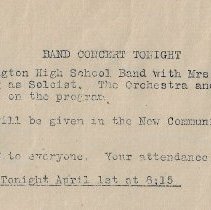 BAND CONCERT TONIGHT
gton High School Band with Mrs
as Soloist. The Orchestra and
on the program.
ill be given in the New Communi
to everyone. Your attendance
Tonight April 1st at 8:15